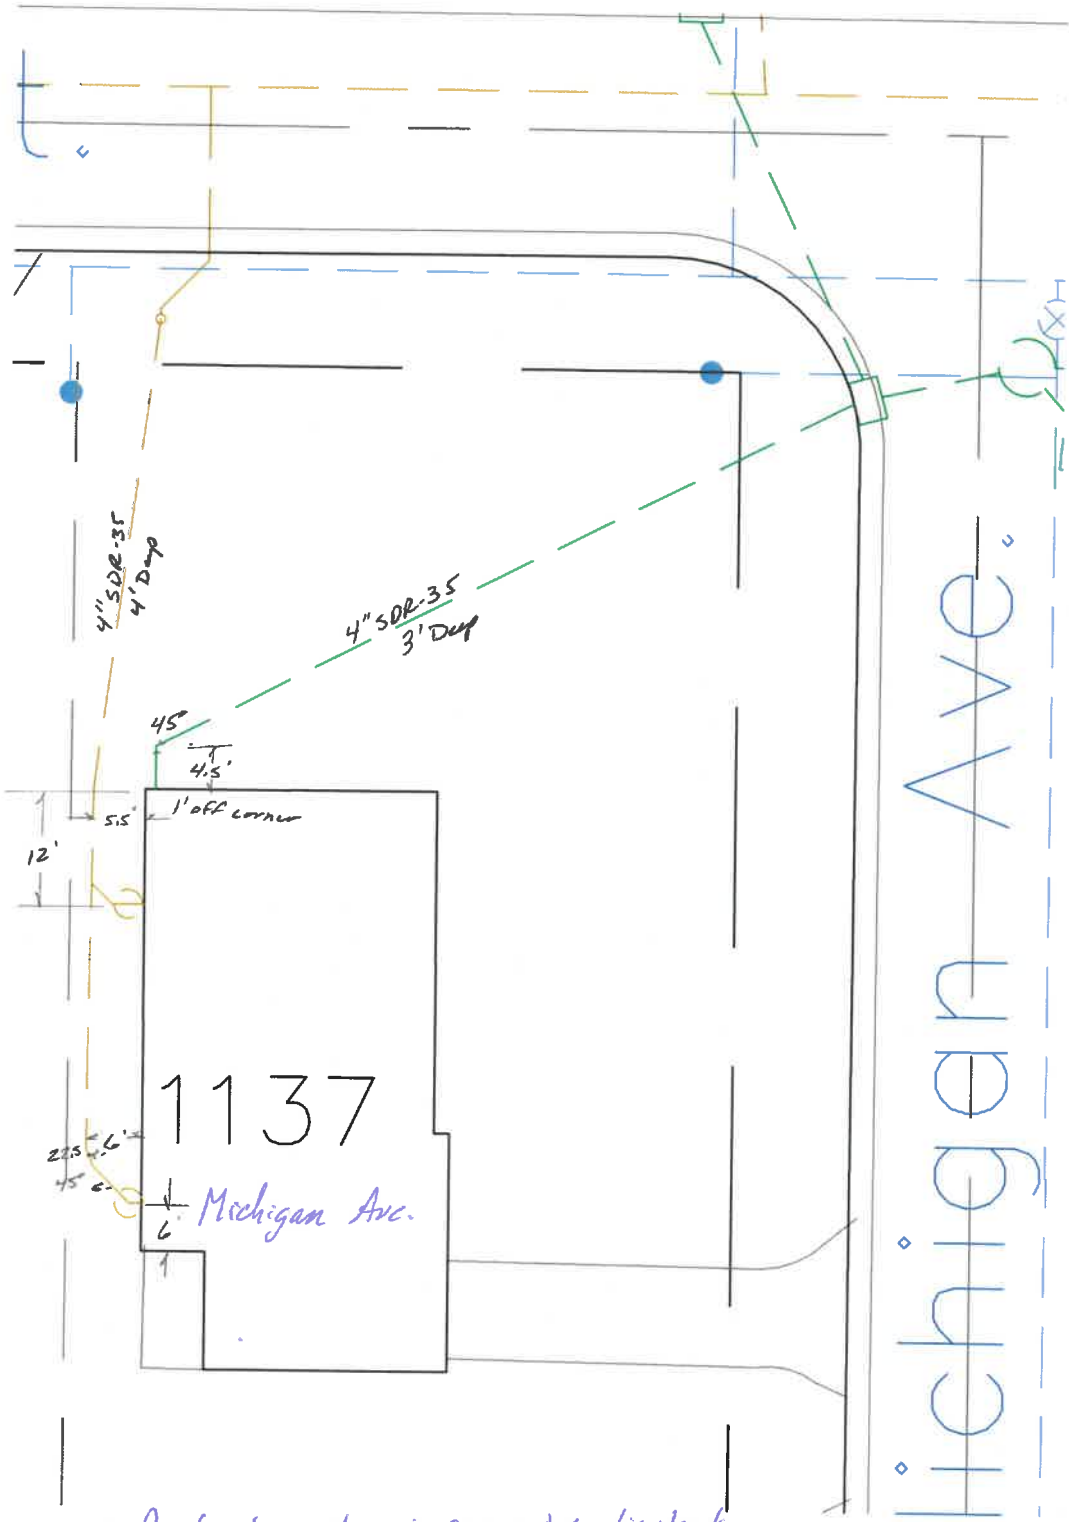 4" SDR-35
4' Deep
4" SDR-35
3' Deep
45°
4.5'
5.5'
1' off corner
12'
1137
22.5
6'
45°
6
Michigan Ave.
Michigan Ave.